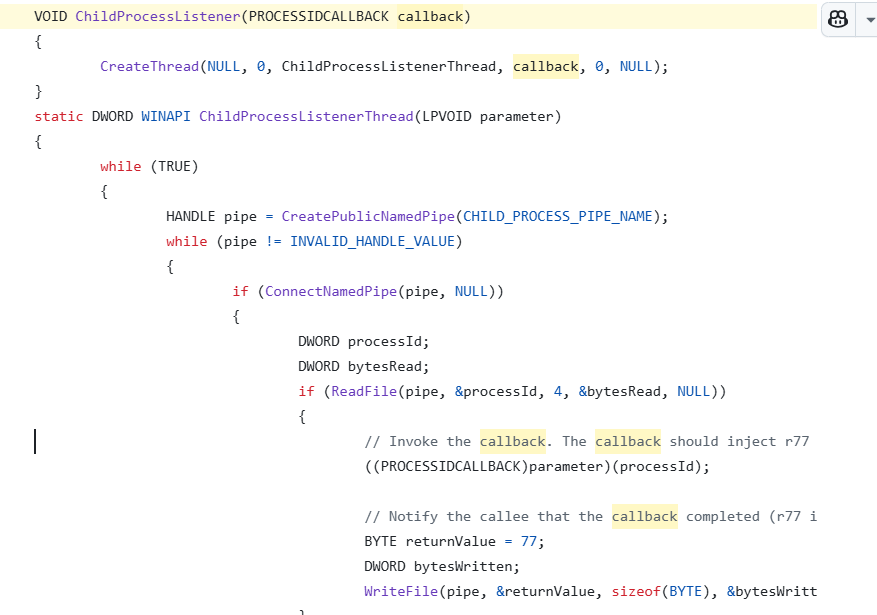 VOID ChildProcessListener(PROCESSIDCALLBACK callback)
{
CreateThread(NULL, 0, ChildProcessListenerThread, callback, 0, NULL);
}
static DWORD WINAPI ChildProcessListenerThread(LPVOID parameter)
{
while (TRUE)
{
HANDLE pipe = CreatePublicNamedPipe(CHILD_PROCESS_PIPE_NAME);
while (pipe != INVALID_HANDLE_VALUE)
{
if (ConnectNamedPipe(pipe, NULL))
{
DWORD processId;
DWORD bytesRead;
if (ReadFile(pipe, &processId, 4, &bytesRead, NULL))
{
// Invoke the callback. The callback should inject r77
((PROCESSIDCALLBACK)parameter)(processId);
// Notify the callee that the callback completed (r77 i
BYTE returnValue = 77;
DWORD bytesWritten;
WriteFile(pipe, &returnValue, sizeof(BYTE), &bytesWritt
}